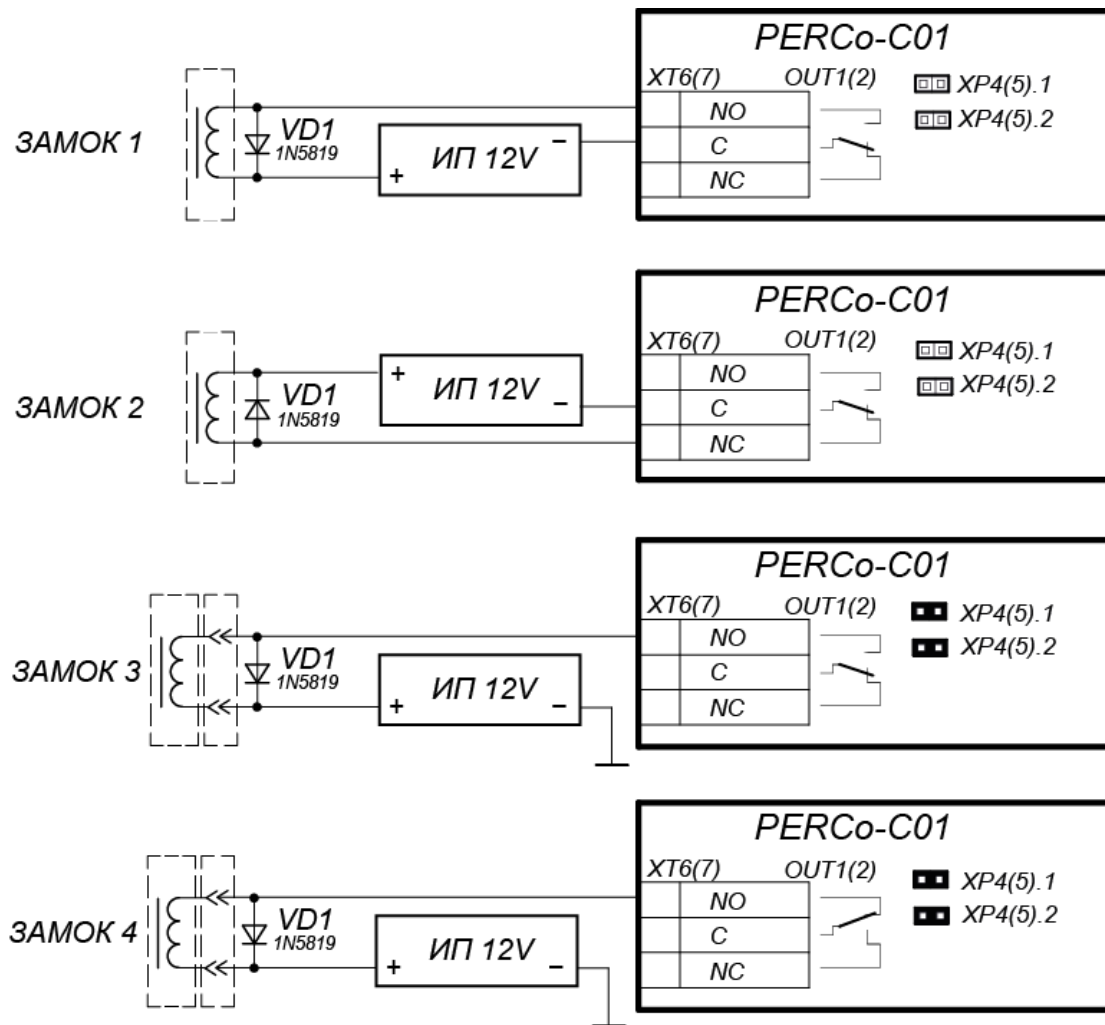 PERCo-C01
XT6(7) OUT1(2) XP4(5).1
NO XP4(5).2
ЗАМОК 1 VD1 ИП 12V C
1N5819
+ − NC
PERCo-C01
XT6(7) OUT1(2) XP4(5).1
NO XP4(5).2
ЗАМОК 2 VD1 + ИП 12V − C
1N5819
NC
PERCo-C01
XT6(7) OUT1(2) XP4(5).1
NO XP4(5).2
ЗАМОК 3 VD1 C
1N5819 + ИП 12V −
NC
PERCo-C01
XT6(7) OUT1(2) XP4(5).1
NO XP4(5).2
ЗАМОК 4 VD1 C
1N5819 + ИП 12V −
NC